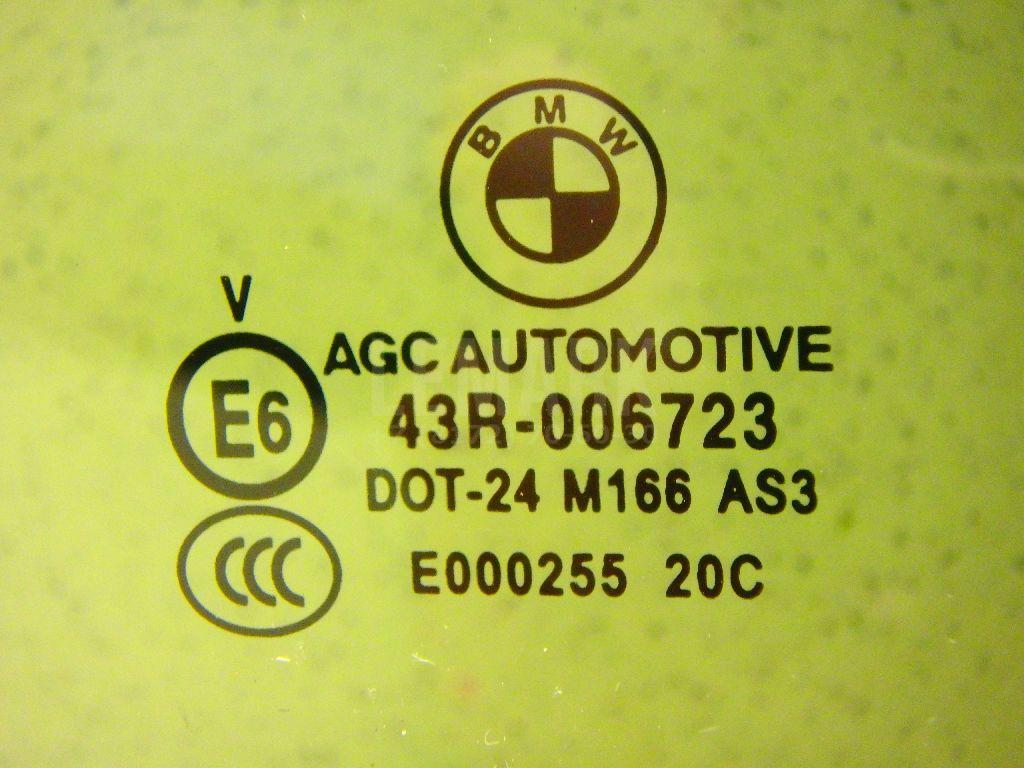 BMW
V
AGC AUTOMOTIVE
E6
43R-006723
DOT-24 M166 AS3
CCC
E000255 20C